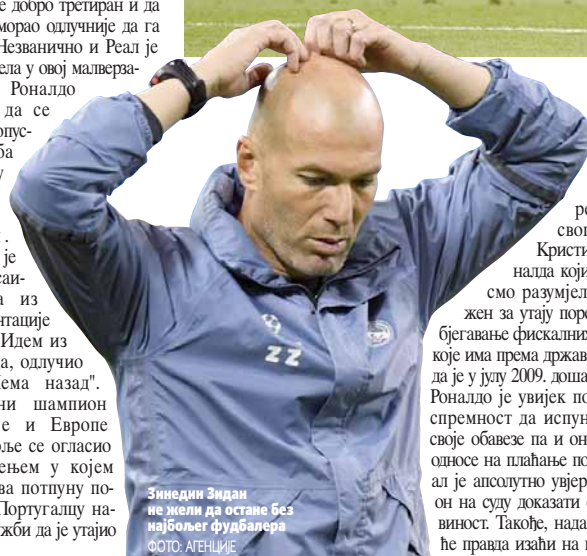 е добро третиран и да
морао одлучније да га
Незванично и Реал је
ела у овој малверза-
Роналдо
да се
опус-
ба
у
је
саи-
а из
нтације
"Идем из
а, одлучио
Нема назад".
ни шампион
е и Европе
ље се огласио
ењем у којем
ва потпуну по-
Португалцу на-
жби да је утајио
ZZ
Зинедин Зидан
не жели да остане без
најбољег фудбалера
ФОТО: АГЕНЦИЈЕ
ре
свог
Кристи
налда који
смо разумјел
жен за утају поре
бјегавање фискалних
које има према држав
да је у јулу 2009. доша
Роналдо је увијек по
спремност да испун
своје обавезе па и он
односе на плаћање по
ал је апсолутно увјер
он на суду доказати
виност. Такође, нада
ће правда изаћи на